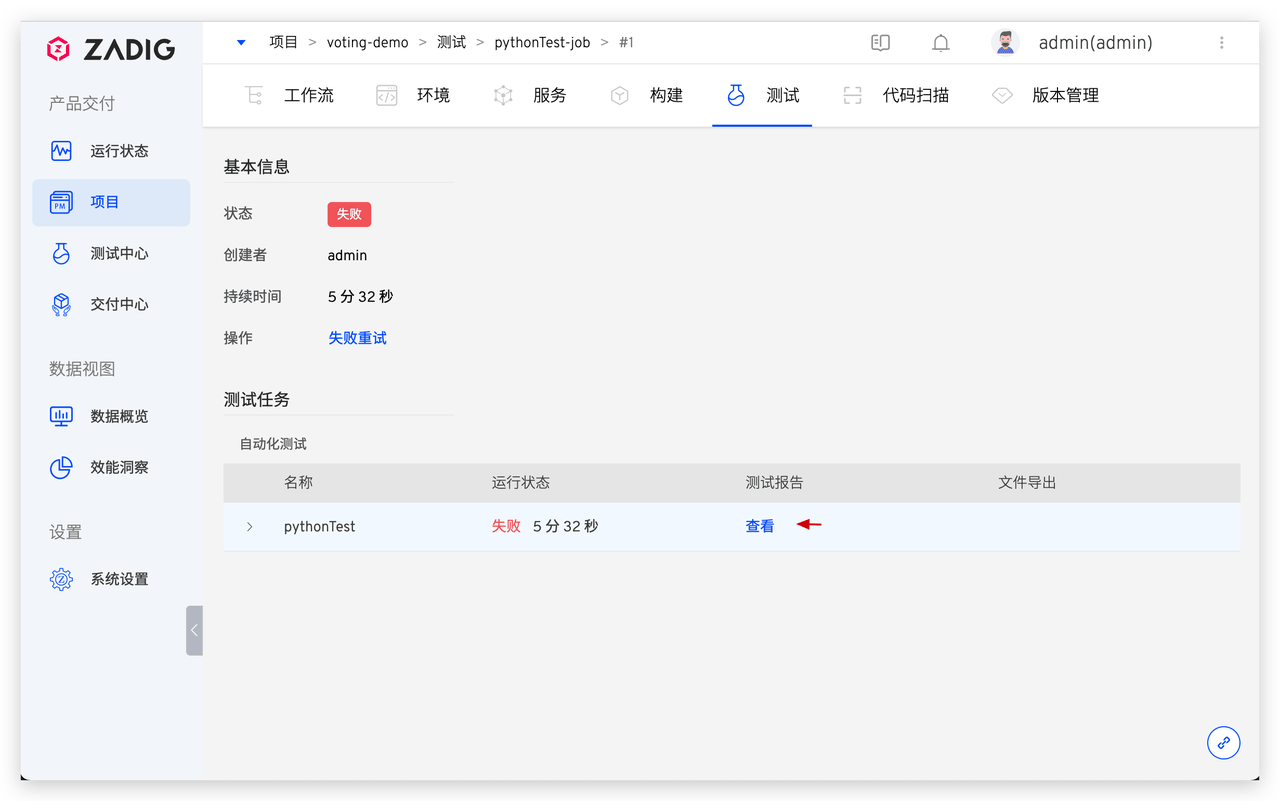 ZADIG
项目 > voting-demo > 测试 > pythonTest-job > #1
admin(admin)
工作流 环境 服务 构建 测试 代码扫描 版本管理
产品交付
运行状态
PM
项目
测试中心
交付中心
数据视图
数据概览
效能洞察
设置
系统设置
基本信息
状态 失败
创建者 admin
持续时间 5 分 32 秒
操作 失败重试
测试任务
自动化测试
名称 运行状态 测试报告 文件导出
pythonTest 失败 5 分 32 秒 查看